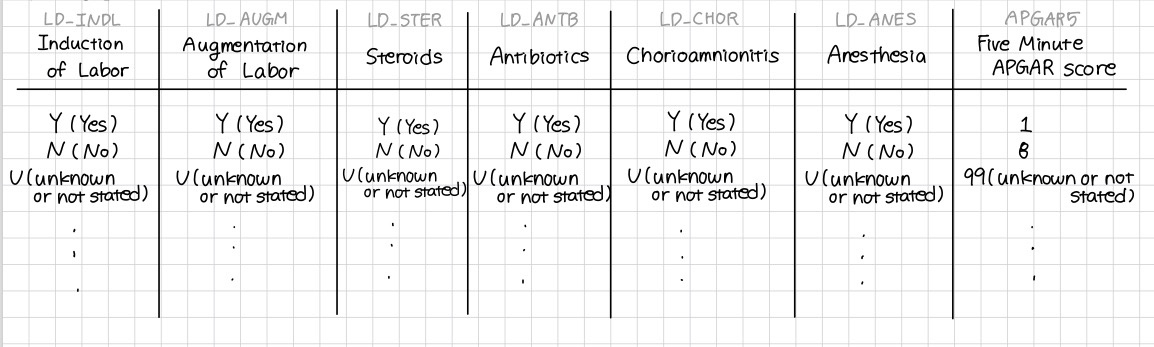 LD_INDL LD_AUGM LD_STER LD_ANTB LD_CHOR LD_ANES APGAR5
Induction of Labor Augmentation of Labor Steroids Antibiotics Chorioamnionitis Anesthesia Five Minute APGAR score
Y (Yes) Y (Yes) Y (Yes) Y (Yes) Y (Yes) Y (Yes) 1
N (No) N (No) N (No) N (No) N (No) N (No) 8
U (unknown or not stated) U (unknown or not stated) U (unknown or not stated) U (unknown or not stated) U (unknown or not stated) U (unknown or not stated) 99 (unknown or not stated)